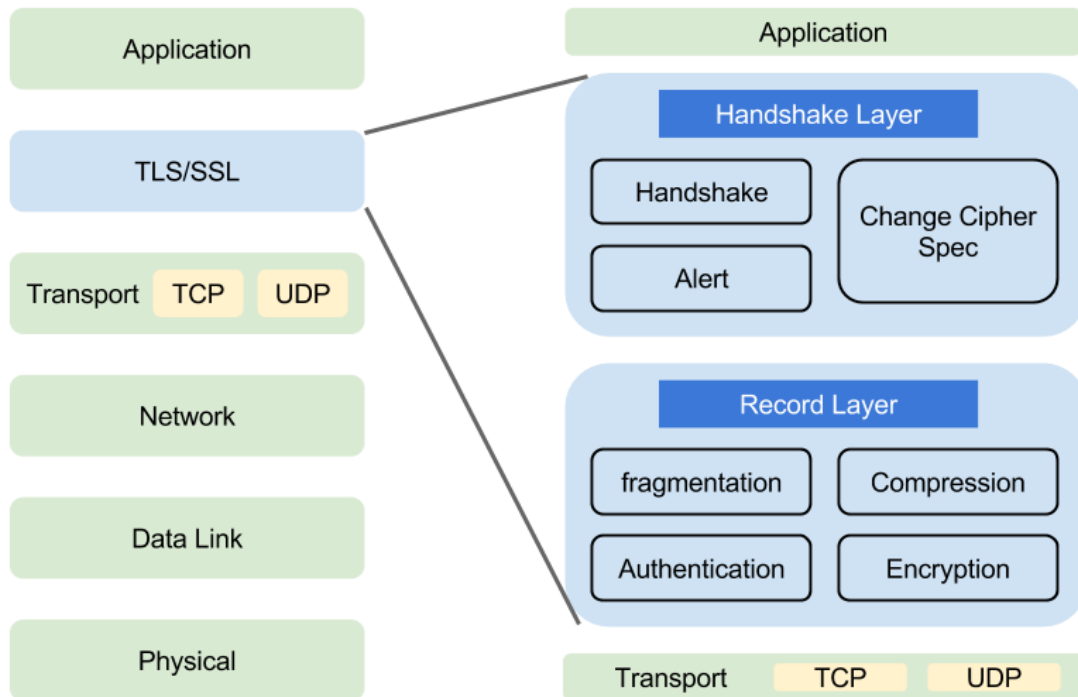 Application
TLS/SSL
Transport TCP UDP
Network
Data Link
Physical
Application
Handshake Layer
Handshake
Alert
Change Cipher
Spec
Record Layer
fragmentation
Compression
Authentication
Encryption
Transport TCP UDP